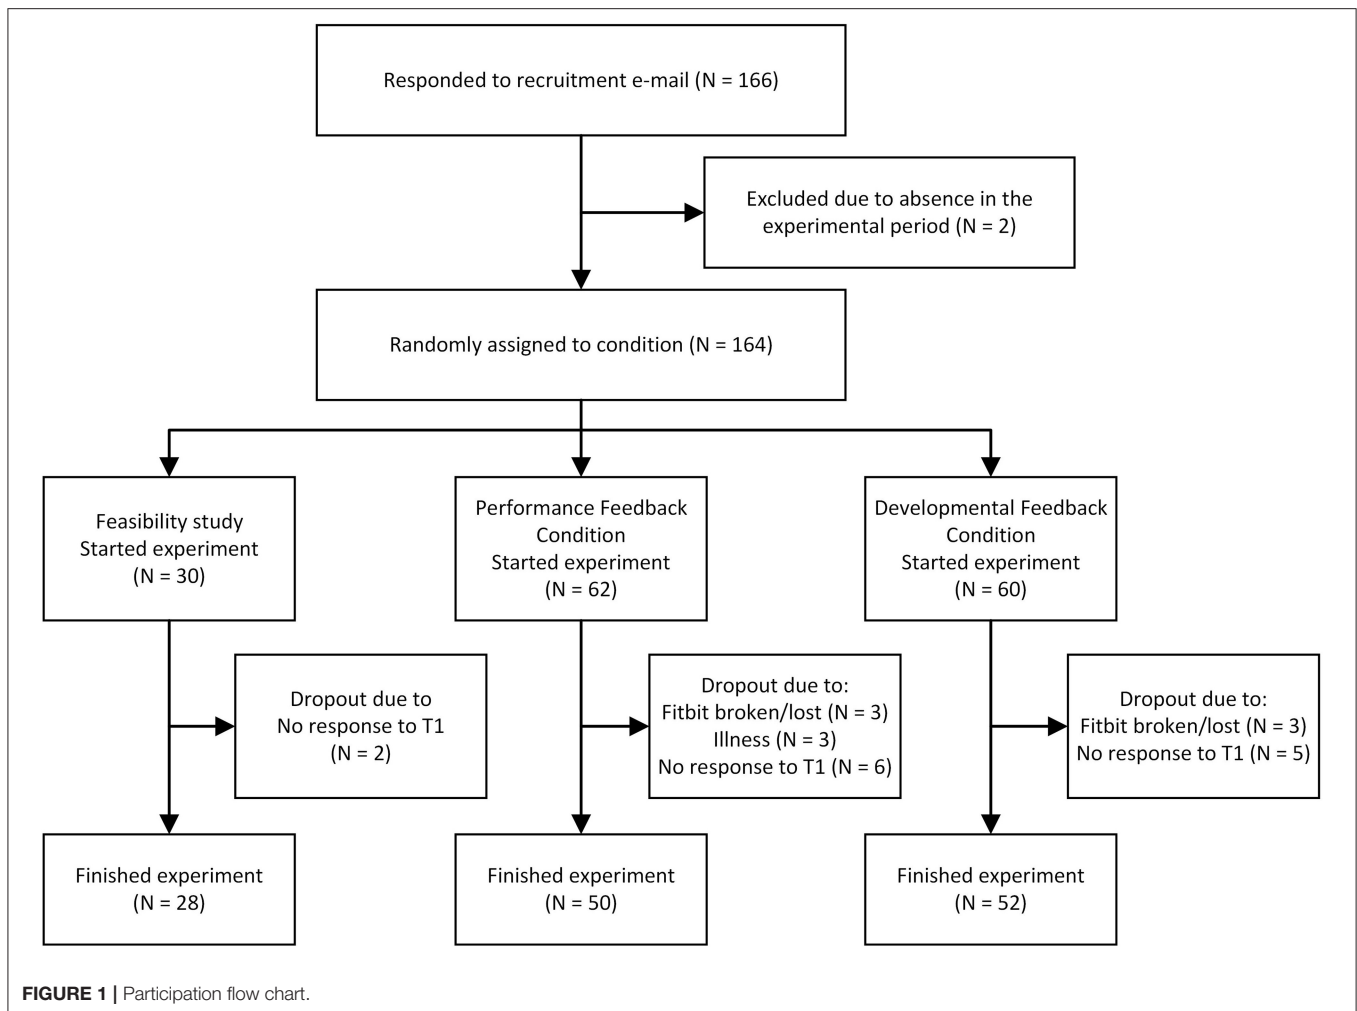 Responded to recruitment e-mail (N = 166)
Excluded due to absence in the
experimental period (N = 2)
Randomly assigned to condition (N = 164)
Feasibility study
Started experiment
(N = 30)
Performance Feedback
Condition
Started experiment
(N = 62)
Developmental Feedback
Condition
Started experiment
(N = 60)
Dropout due to
No response to T1
(N = 2)
Dropout due to:
Fitbit broken/lost (N = 3)
Illness (N = 3)
No response to T1 (N = 6)
Dropout due to:
Fitbit broken/lost (N = 3)
No response to T1 (N = 5)
Finished experiment
(N = 28)
Finished experiment
(N = 50)
Finished experiment
(N = 52)
FIGURE 1 | Participation flow chart.